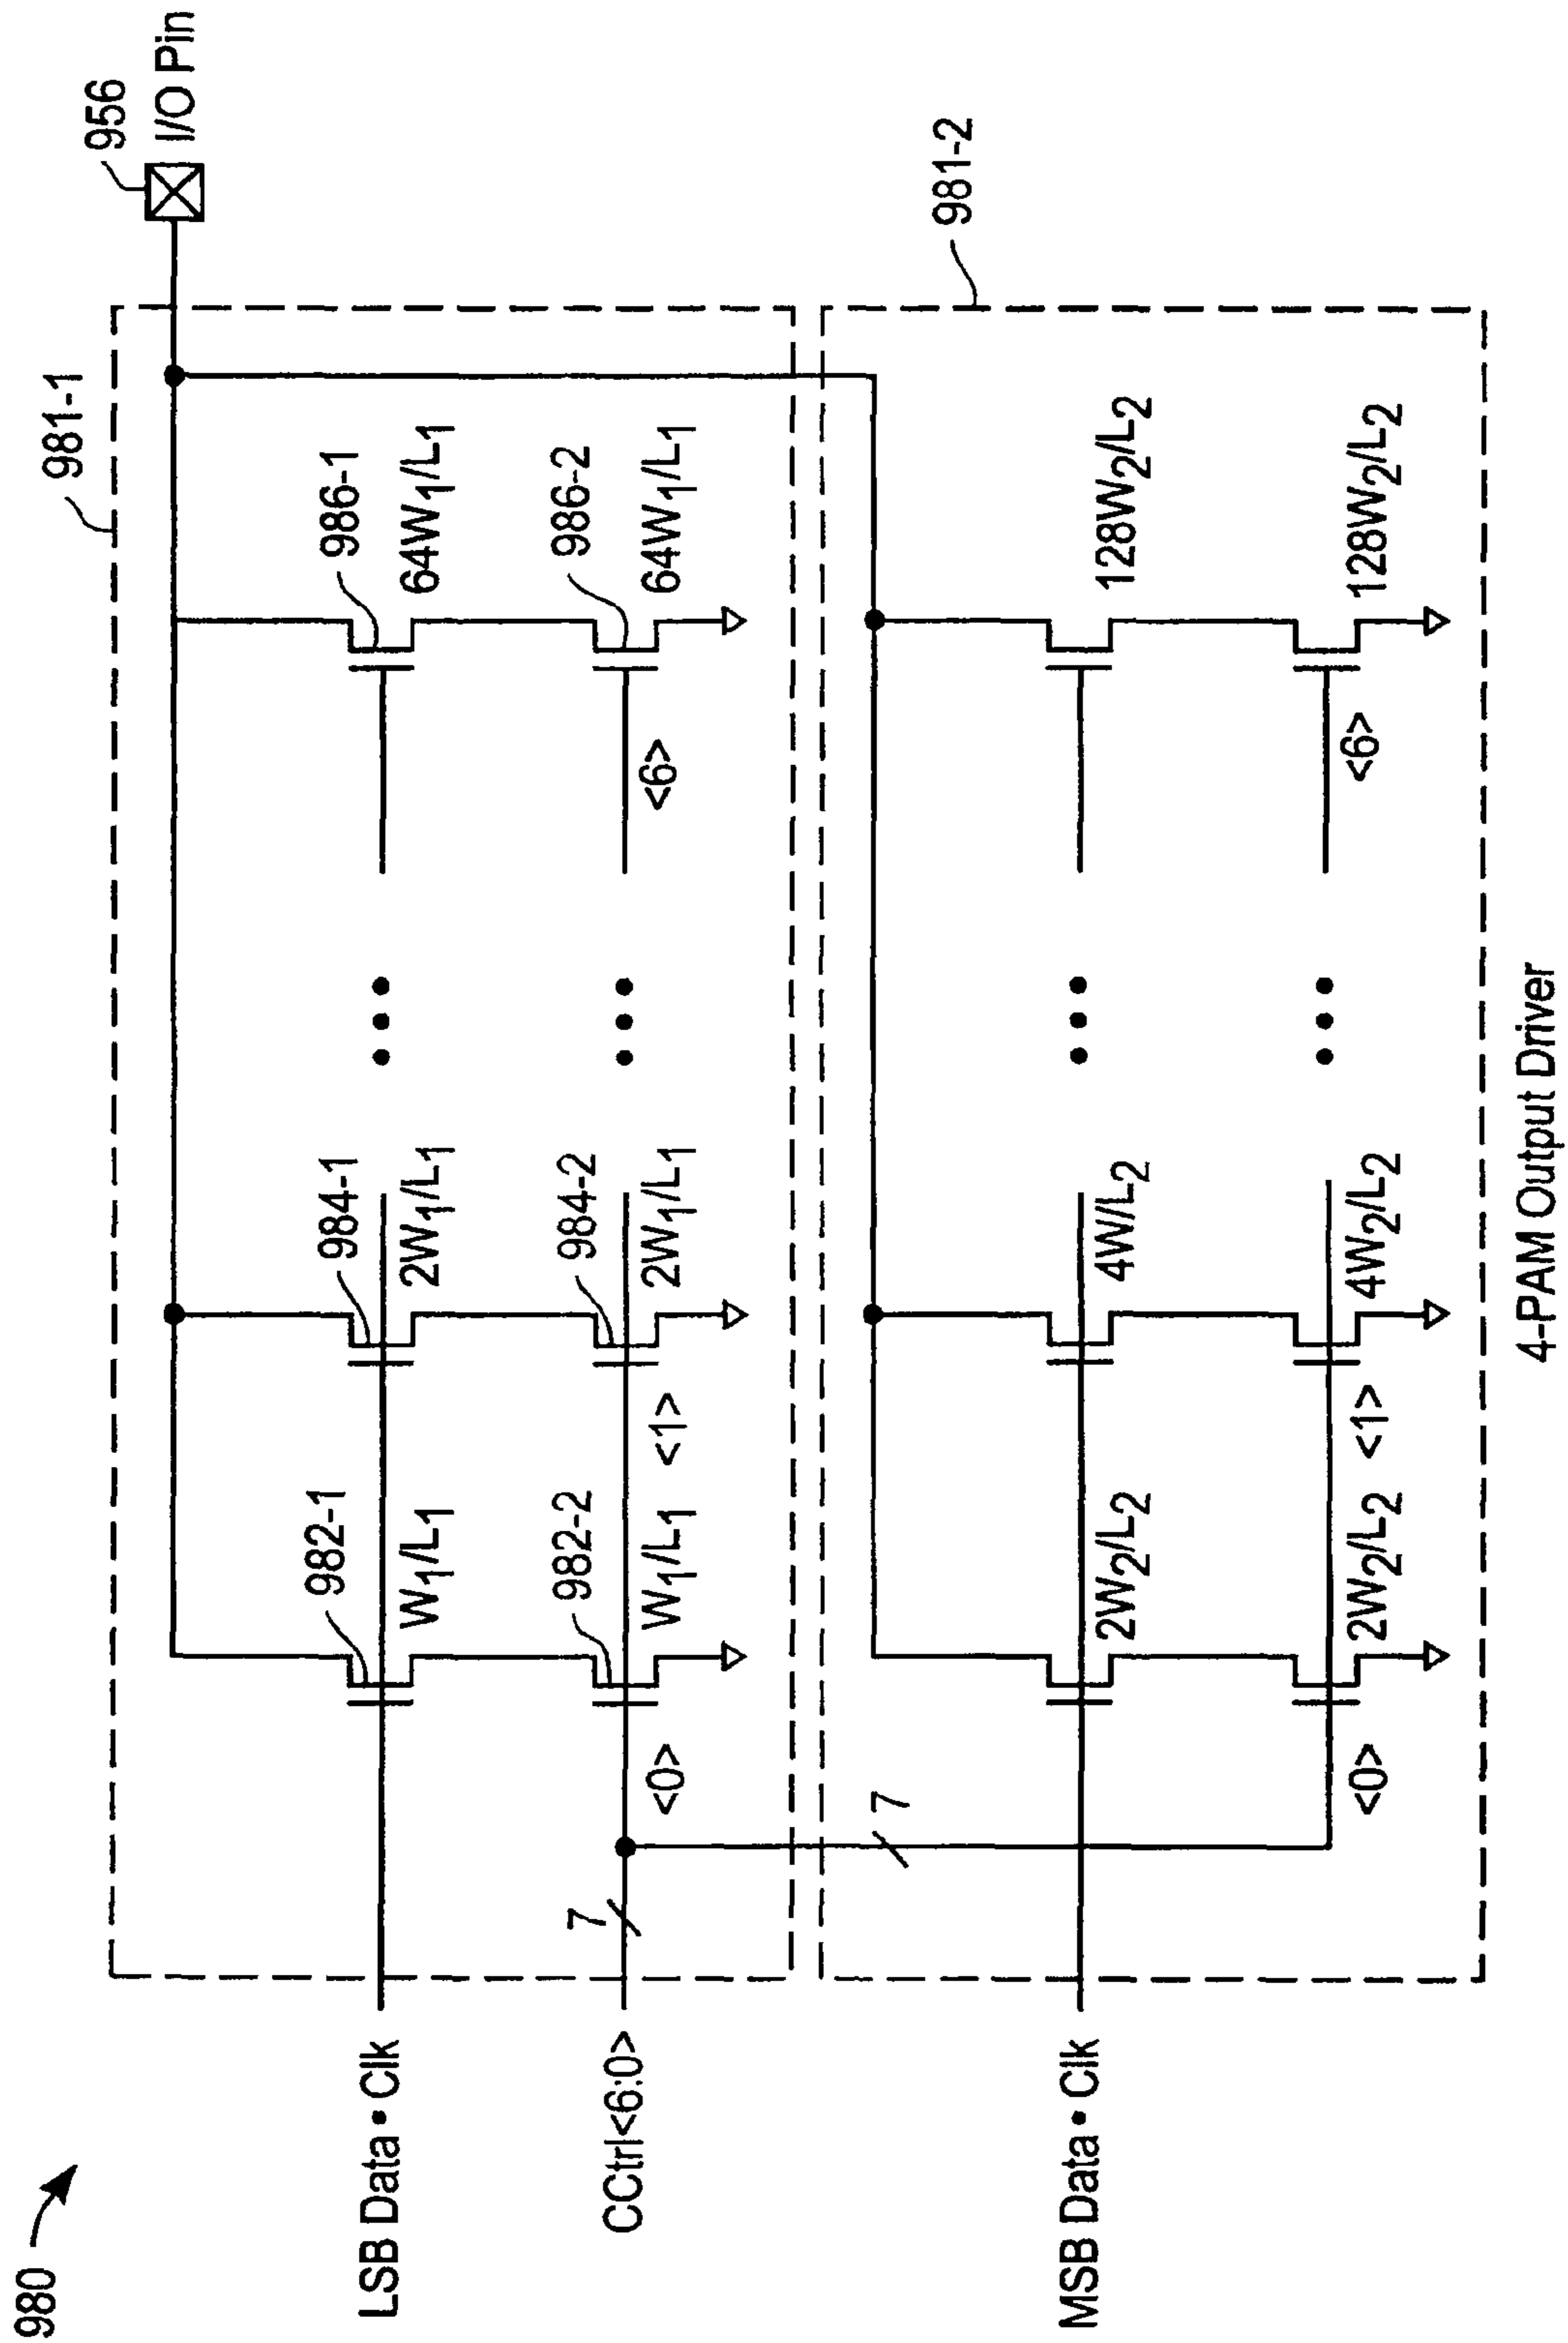 980
981-1
956
I/O Pin
982-1
984-1
986-1
LSB Data • Clk
W1/L1
2W1/L1
64W1/L1
982-2
984-2
986-2
CCtrl<6:0>
7
<0>
W1/L1
<1>
2W1/L1
<6>
64W1/L1
7
981-2
MSB Data • Clk
2W2/L2
4W/L2
128W2/L2
<0>
2W2/L2
<1>
4W2/L2
<6>
128W2/L2
4-PAM Output Driver